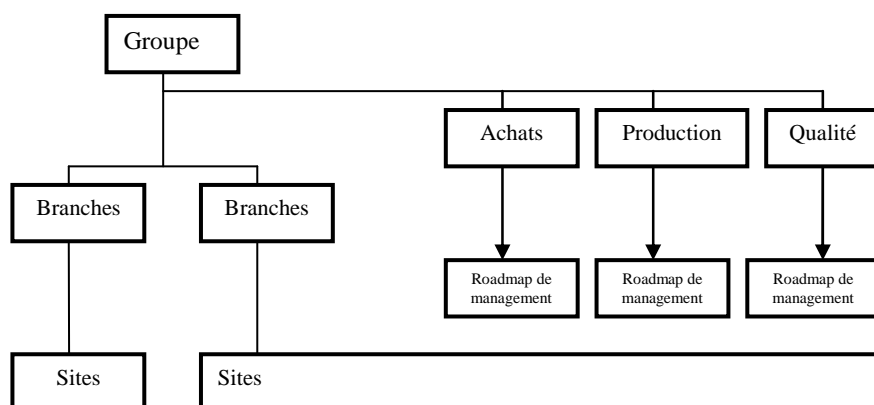 Groupe
Achats
Production
Qualité
Branches
Branches
Roadmap de
management
Roadmap de
management
Roadmap de
management
Sites
Sites